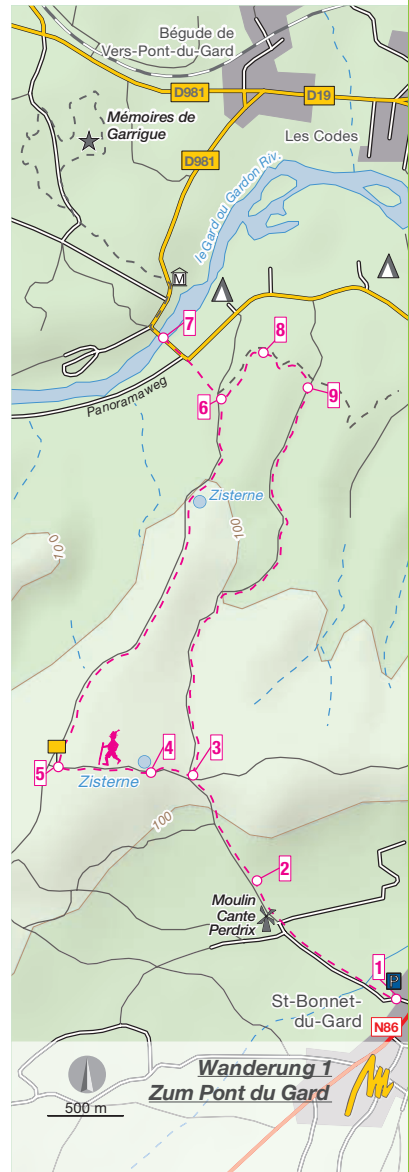 Bégude de
Vers-Pont-du-Gard
D981
D19
Mémoires de
Garrigue
Les Codes
D981
le Gard ou Gardon Riv.
M
7
8
9
6
Panoramaweg
Zisterne
100
100
5
4
3
Zisterne
100
2
Moulin
Cante
Perdrix
1
P
St-Bonnet-
du-Gard
N86
Wanderung 1
Zum Pont du Gard
500 m